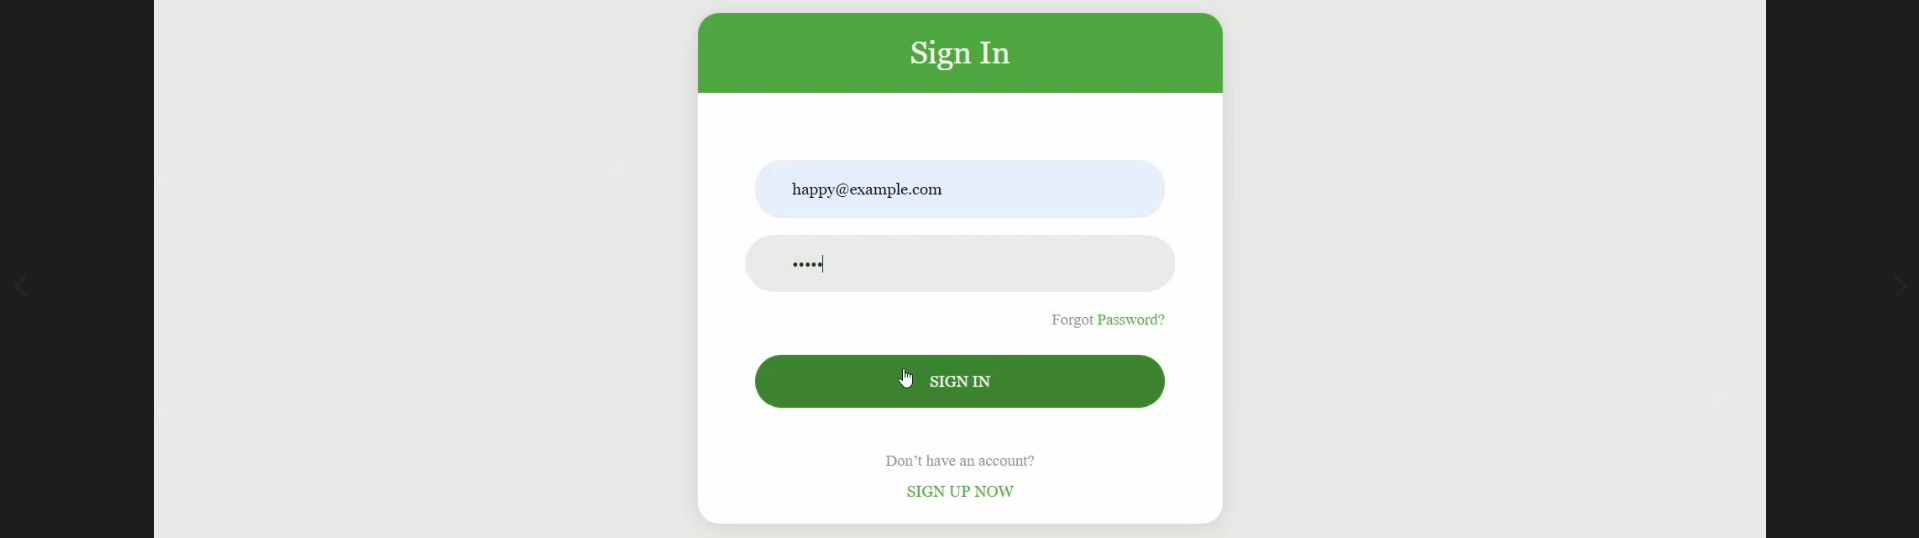 Sign In
happy@example.com
•••••
Forgot Password?
SIGN IN
Don’t have an account?
SIGN UP NOW